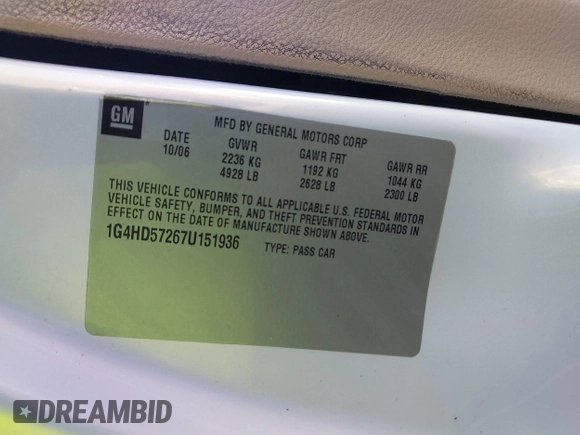 GM
MFD BY GENERAL MOTORS CORP
DATE GVWR GAWR FRT GAWR RR
10/06 2236 KG 1192 KG 1044 KG
4928 LB 2628 LB 2300 LB
THIS VEHICLE CONFORMS TO ALL APPLICABLE U.S. FEDERAL MOTOR
VEHICLE SAFETY, BUMPER, AND THEFT PREVENTION STANDARDS IN
EFFECT ON THE DATE OF MANUFACTURE SHOWN ABOVE.
1G4HD57267U151936 TYPE: PASS CAR
DREAMBID